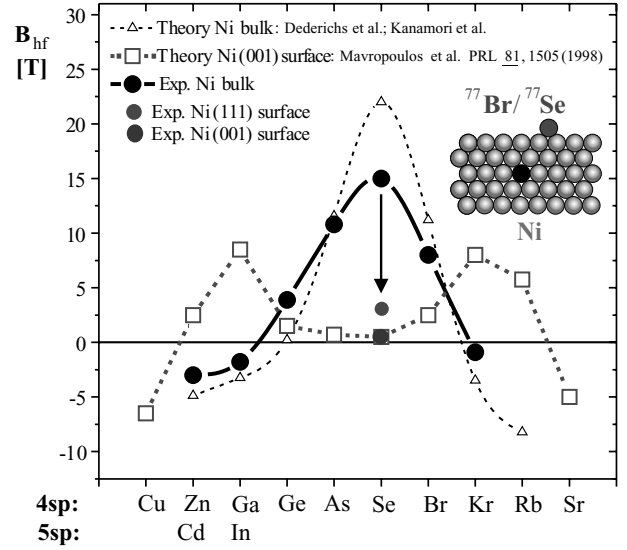 B_hf
[T]
30
25
20
15
10
5
0
-5
-10
Theory Ni bulk: Dederichs et al.; Kanamori et al.
Theory Ni(001) surface: Mavropoulos et al. PRL 81, 1505(1998)
Exp. Ni bulk
Exp. Ni(111) surface
Exp. Ni(001) surface
⁷⁷Br/⁷⁷Se
Ni
4sp: Cu Zn Ga Ge As Se Br Kr Rb Sr
5sp: Cd In